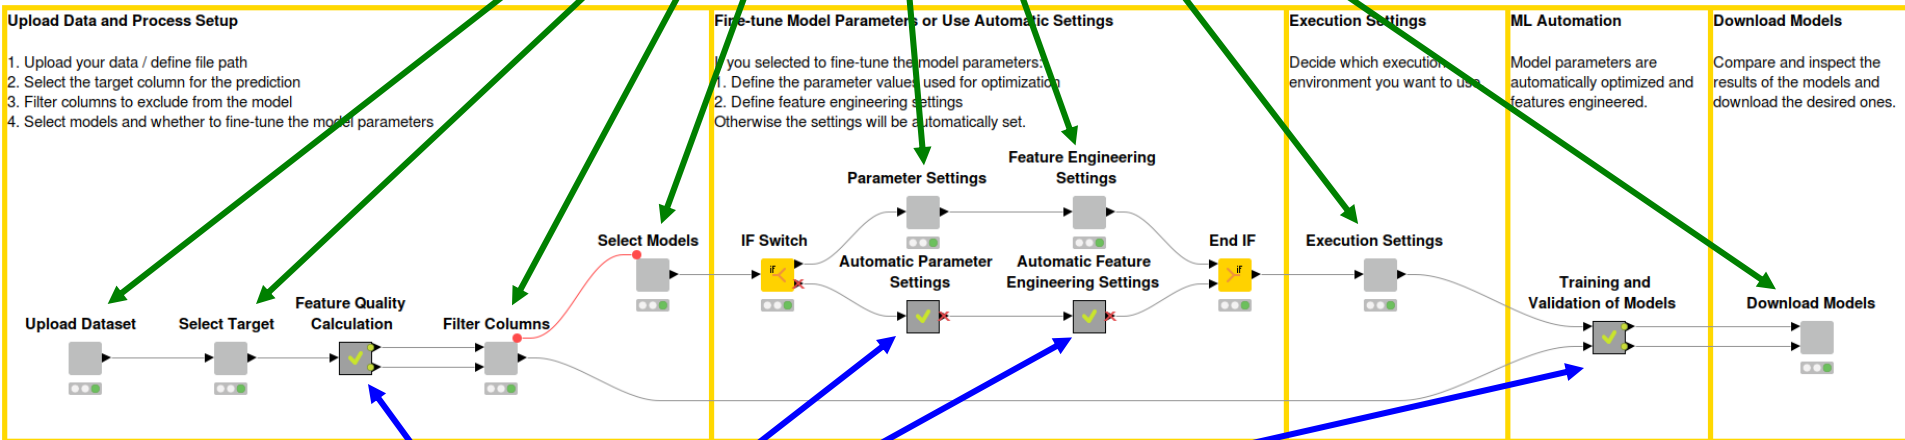 Upload Data and Process Setup
1. Upload your data / define file path
2. Select the target column for the prediction
3. Filter columns to exclude from the model
4. Select models and whether to fine-tune the model parameters
Fine-tune Model Parameters or Use Automatic Settings
If you selected to fine-tune the model parameters:
1. Define the parameter values used for optimization
2. Define feature engineering settings
Otherwise the settings will be automatically set.
Execution Settings
Decide which execution
environment you want to use.
ML Automation
Model parameters are
automatically optimized and
features engineered.
Download Models
Compare and inspect the
results of the models and
download the desired ones.
Upload Dataset
Select Target
Feature Quality
Calculation
Filter Columns
Select Models
IF Switch
if
Parameter Settings
Feature Engineering
Settings
Automatic Parameter
Settings
Automatic Feature
Engineering Settings
End IF
if
Execution Settings
Training and
Validation of Models
Download Models